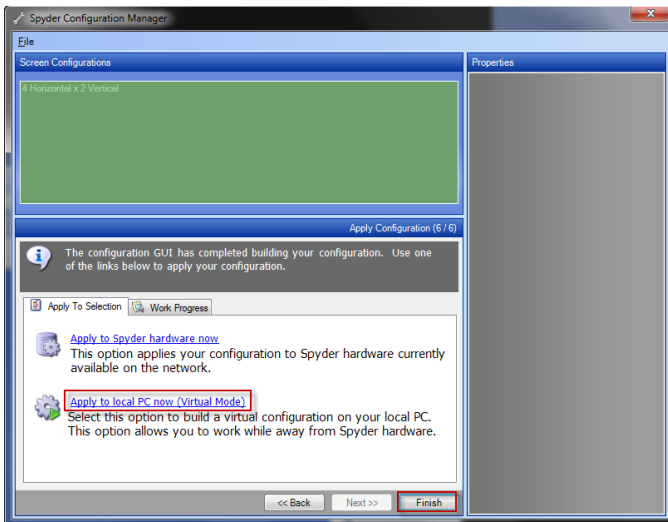 Spyder Configuration Manager
File
Screen Configurations
Properties
4 Horizontal x 2 Vertical
Apply Configuration (6 / 6)
The configuration GUI has completed building your configuration. Use one
of the links below to apply your configuration.
Apply To Selection
Work Progress
Apply to Spyder hardware now
This option applies your configuration to Spyder hardware currently
available on the network.
Apply to local PC now (Virtual Mode)
Select this option to build a virtual configuration on your local PC.
This option allows you to work while away from Spyder hardware.
<< Back
Next >>
Finish